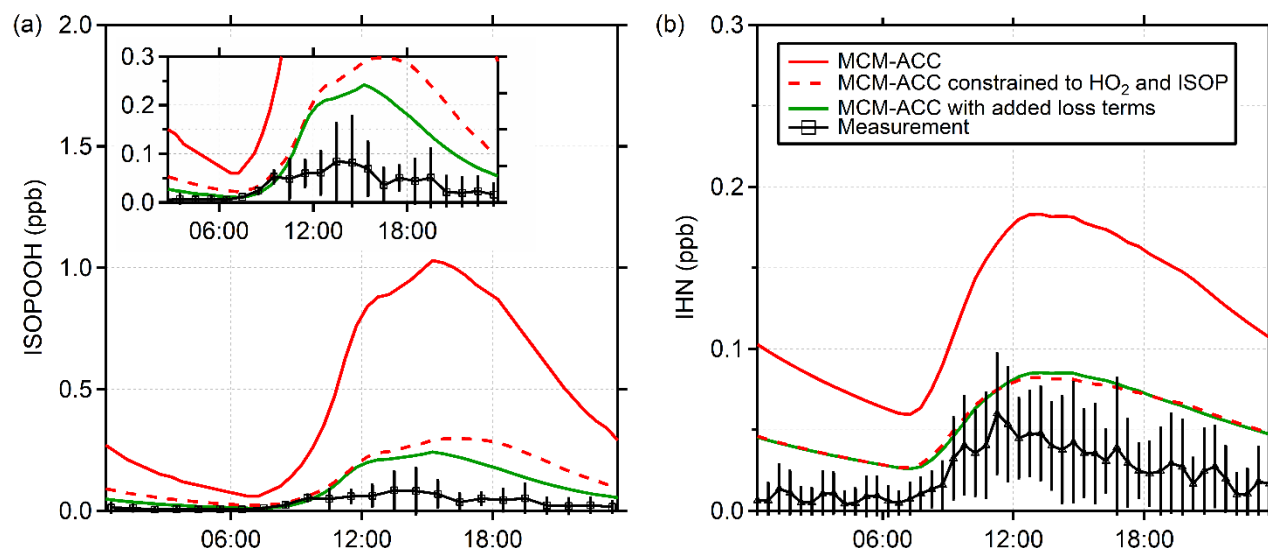 (a)
2.0
1.5
1.0
0.5
0.0
ISOPOOH (ppb)
06:00
12:00
18:00
0.3
0.2
0.1
0.0
06:00
12:00
18:00
(b)
0.3
0.2
0.1
0.0
IHN (ppb)
06:00
12:00
18:00
MCM-ACC
MCM-ACC constrained to HO₂ and ISOP
MCM-ACC with added loss terms
Measurement